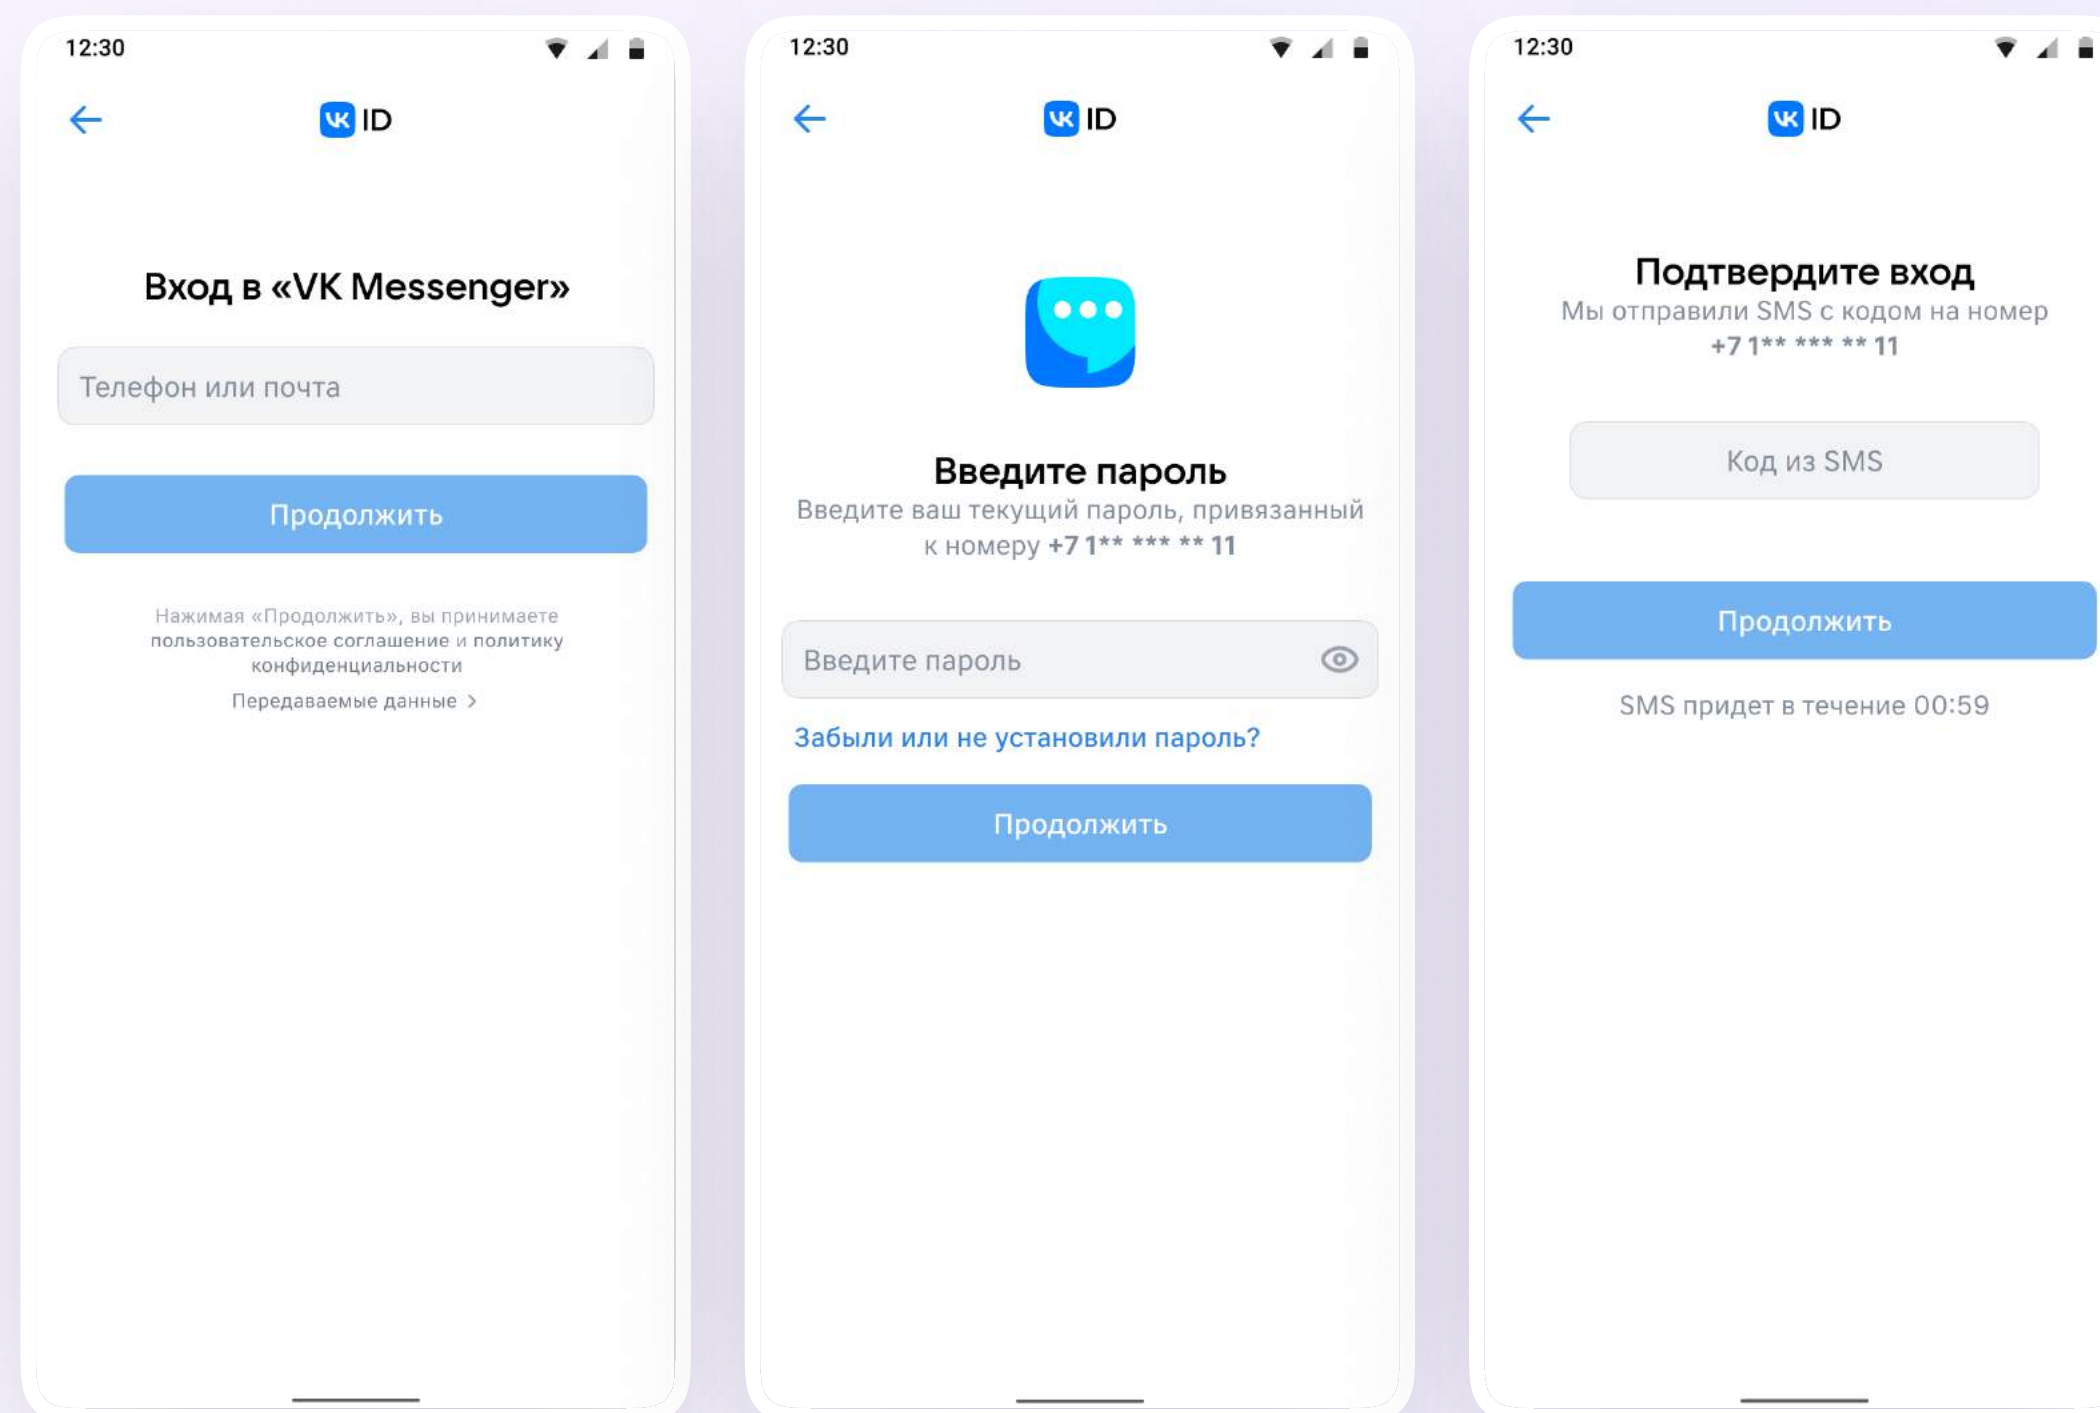 12:30
VK ID
Вход в «VK Messenger»
Телефон или почта
Продолжить
Нажимая «Продолжить», вы принимаете
пользовательское соглашение и политику
конфиденциальности
Передаваемые данные >
12:30
VK ID
Введите пароль
Введите ваш текущий пароль, привязанный
к номеру +7 1** *** ** 11
Введите пароль
Забыли или не установили пароль?
Продолжить
12:30
VK ID
Подтвердите вход
Мы отправили SMS с кодом на номер
+7 1** *** ** 11
Код из SMS
Продолжить
SMS придет в течение 00:59